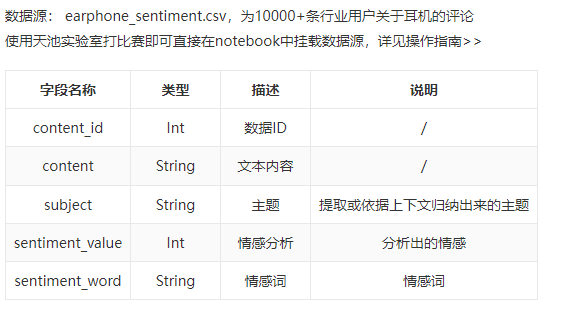 数据源： earphone_sentiment.csv，为10000+条行业用户关于耳机的评论
使用天池实验室打比赛即可直接在notebook中挂载数据源，详见操作指南>>
字段名称 类型 描述 说明
content_id Int 数据ID /
content String 文本内容 /
subject String 主题 提取或依据上下文归纳出来的主题
sentiment_value Int 情感分析 分析出的情感
sentiment_word String 情感词 情感词